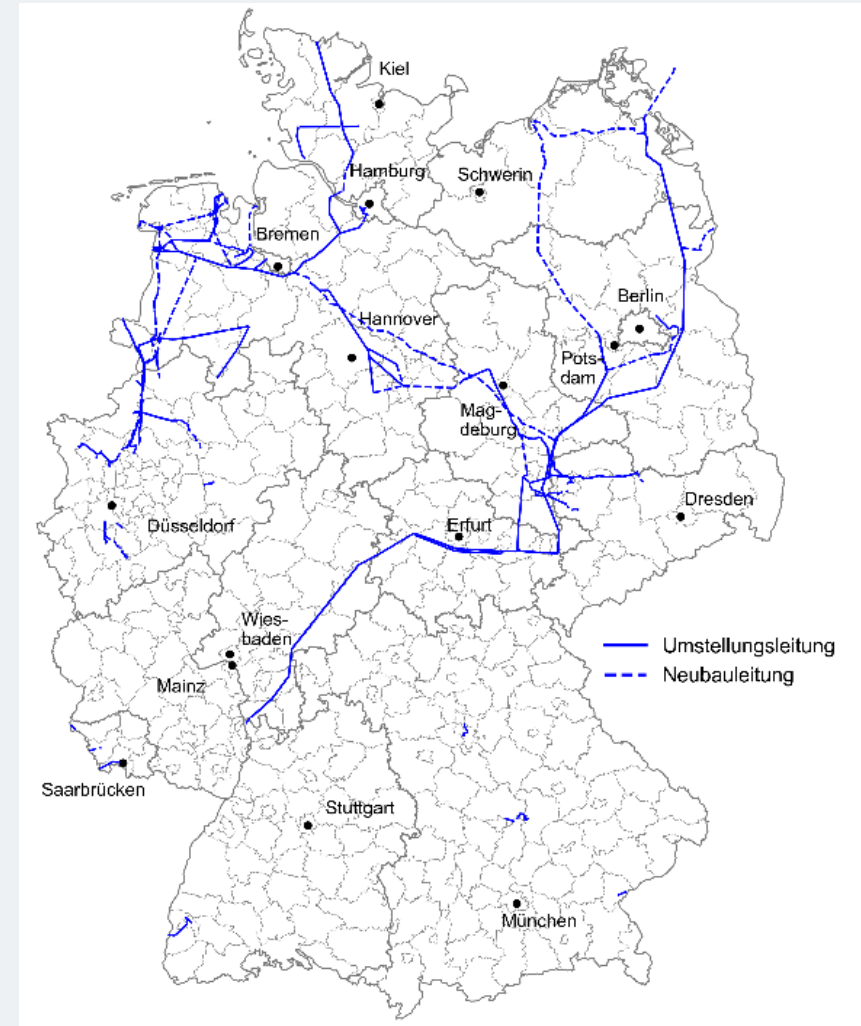 Kiel
Hamburg
Schwerin
Bremen
Berlin
Hannover
Pots-
dam
Mag-
deburg
Dresden
Düsseldorf
Erfurt
Wies-
baden
Umstellungsleitung
Mainz
Neubauleitung
Saarbrücken
Stuttgart
München